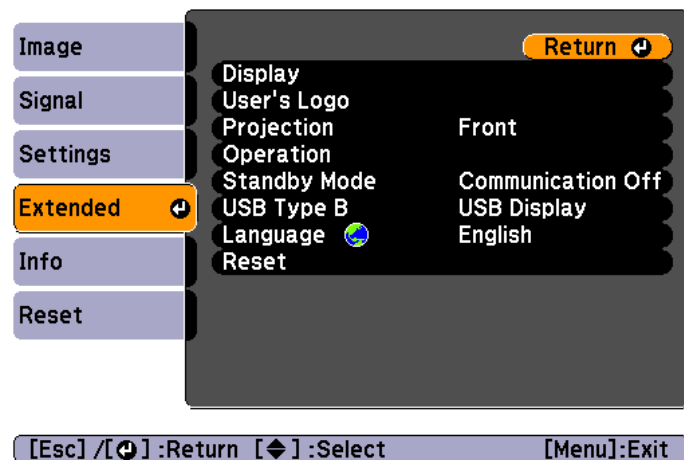 Image
Signal
Settings
Extended
Info
Reset
Return
Display
User's Logo
Projection Front
Operation
Standby Mode Communication Off
USB Type B USB Display
Language English
Reset
[Esc] /[ ] :Return [ ] :Select [Menu]:Exit